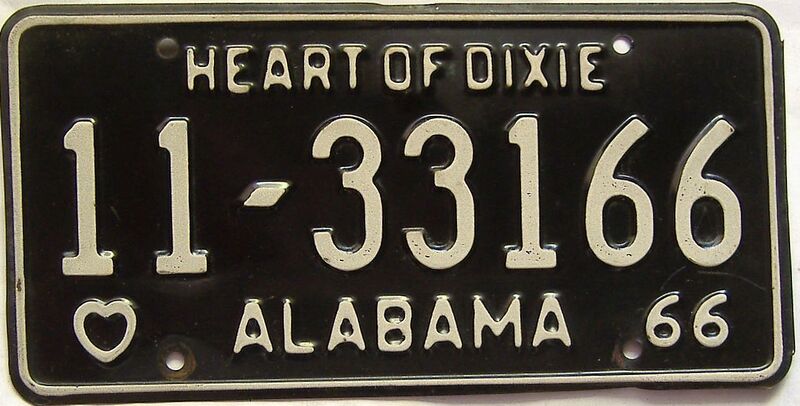 HEART OF DIXIE
11-33166
ALABAMA 66